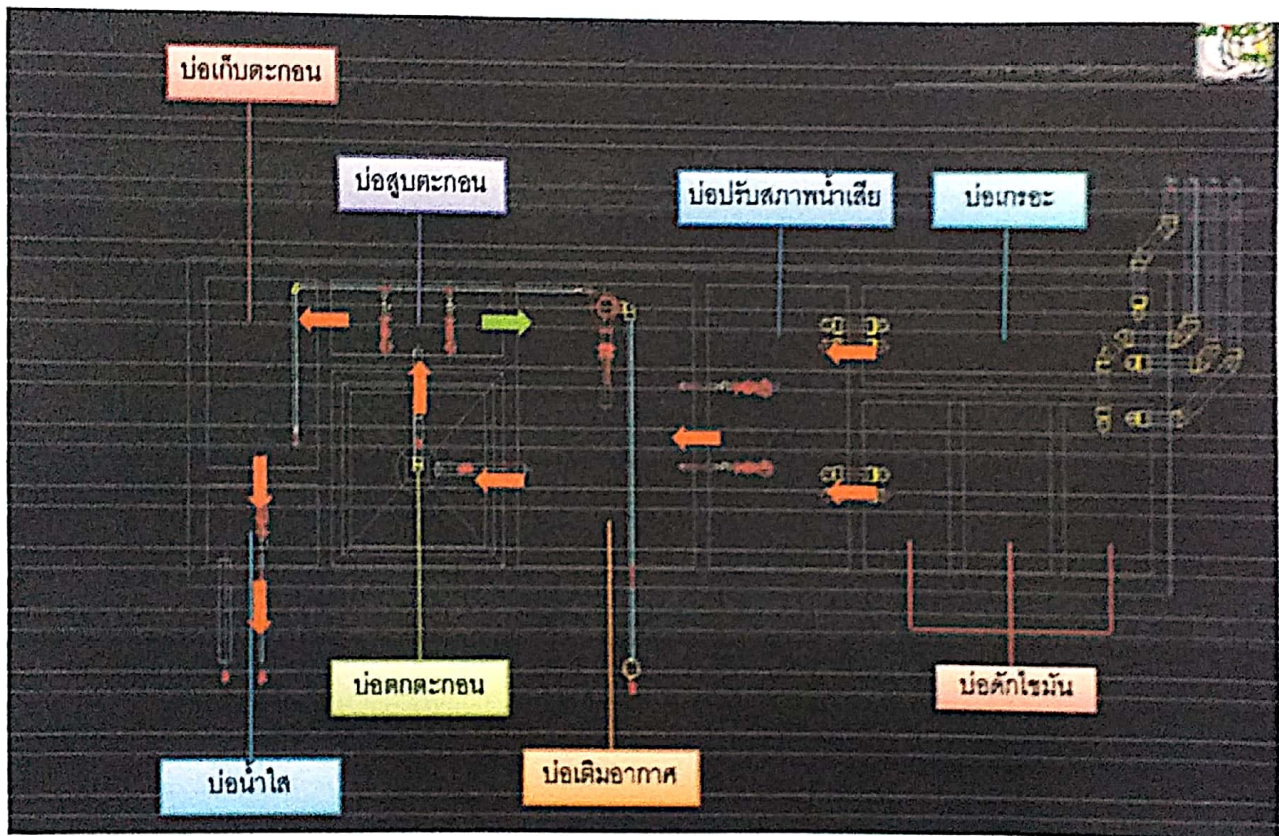 บ่อเก็บตะกอน
บ่อสูบตะกอน
บ่อปรับสภาพน้ำเสีย
บ่อเกรอะ
บ่อตกตะกอน
บ่อดักไขมัน
บ่อน้ำใส
บ่อเติมอากาศ